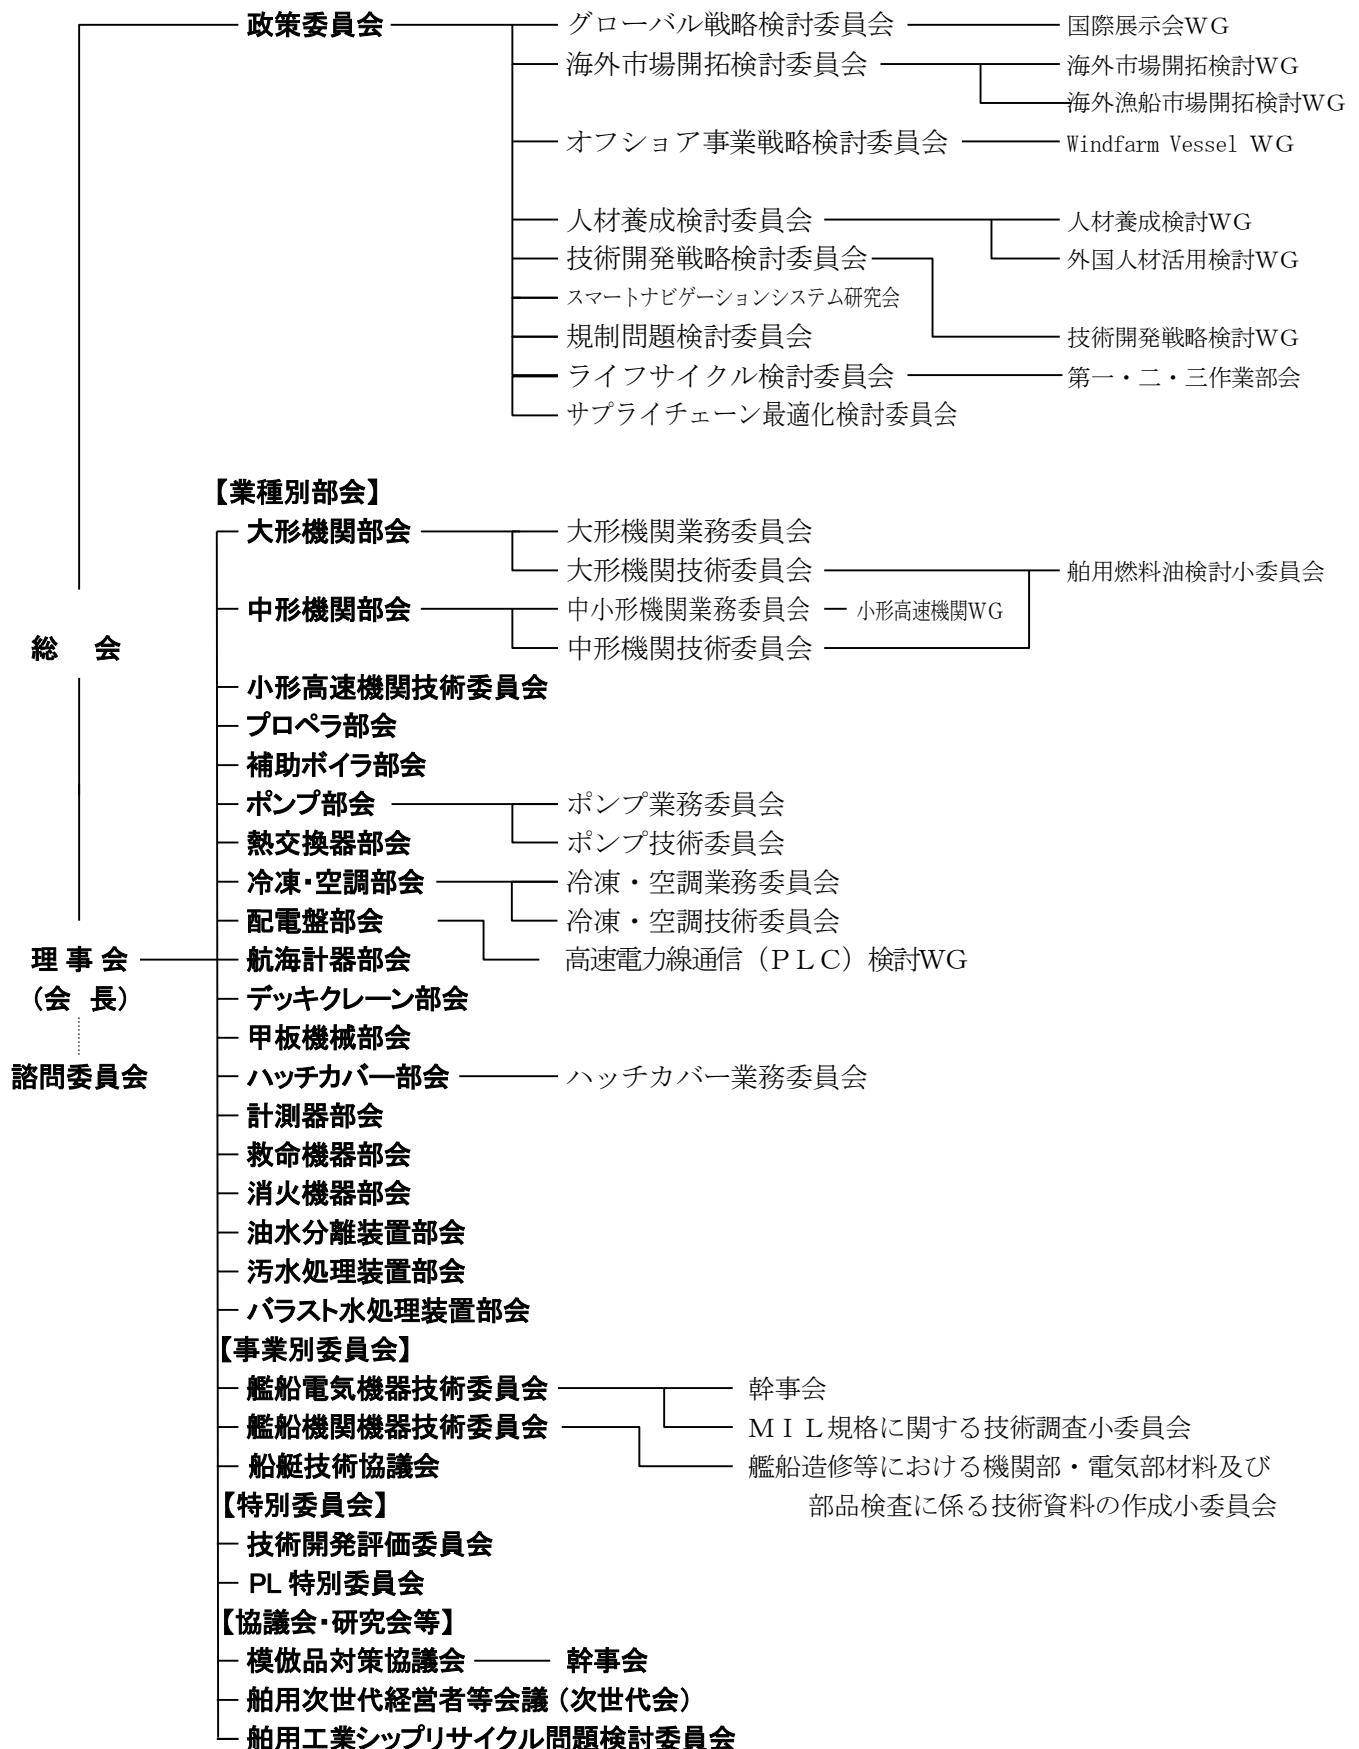 政策委員会 グローバル戦略検討委員会 国際展示会WG
海外市場開拓検討委員会 海外市場開拓検討WG
海外漁船市場開拓検討WG
オフショア事業戦略検討委員会 Windfarm Vessel WG
人材養成検討委員会 人材養成検討WG
技術開発戦略検討委員会 外国人材活用検討WG
スマートナビゲーションシステム研究会
規制問題検討委員会 技術開発戦略検討WG
ライフサイクル検討委員会 第一・二・三作業部会
サプライチェーン最適化検討委員会
【業種別部会】
大形機関部会 大形機関業務委員会
大形機関技術委員会 舶用燃料油検討小委員会
中形機関部会 中小形機関業務委員会 小形高速機関WG
総 会 中形機関技術委員会
小形高速機関技術委員会
プロペラ部会
補助ボイラ部会
ポンプ部会 ポンプ業務委員会
熱交換器部会 ポンプ技術委員会
冷凍・空調部会 冷凍・空調業務委員会
配電盤部会 冷凍・空調技術委員会
理事会 航海計器部会 高速電力線通信（ＰＬＣ）検討WG
（会 長） デッキクレーン部会
甲板機械部会
諮問委員会 ハッチカバー部会 ハッチカバー業務委員会
計測器部会
救命機器部会
消火機器部会
油水分離装置部会
汚水処理装置部会
バラスト水処理装置部会
【事業別委員会】
艦船電気機器技術委員会 幹事会
艦船機関機器技術委員会 ＭＩＬ規格に関する技術調査小委員会
船艇技術協議会 艦船造修等における機関部・電気部材料及び
【特別委員会】 部品検査に係る技術資料の作成小委員会
技術開発評価委員会
PL 特別委員会
【協議会・研究会等】
模倣品対策協議会 幹事会
舶用次世代経営者等会議（次世代会）
舶用工業シップリサイクル問題検討委員会